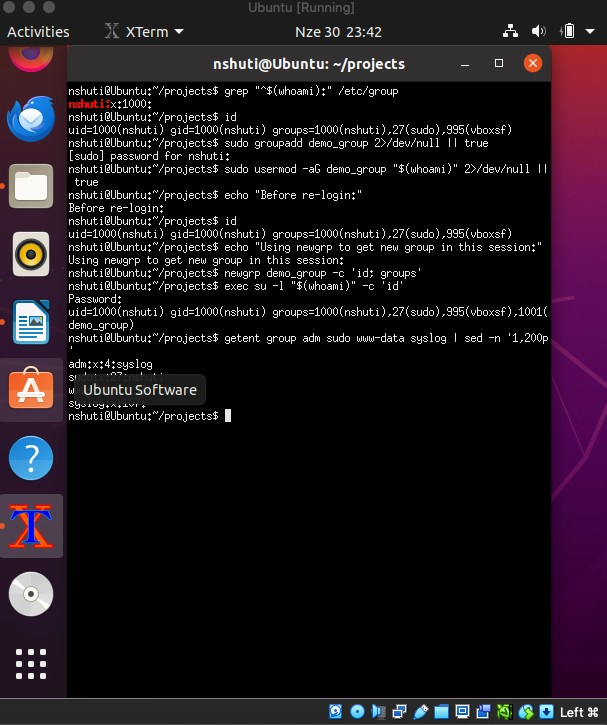 Ubuntu [Running]
Activities XTerm Nze 30 23:42
nshuti@Ubuntu: ~/projects
nshuti@Ubuntu:~/projects$ grep "^$(whoami):" /etc/group
nshuti:x:1000:
nshuti@Ubuntu:~/projects$ id
uid=1000(nshuti) gid=1000(nshuti) groups=1000(nshuti),27(sudo),995(vboxsf)
nshuti@Ubuntu:~/projects$ sudo groupadd demo_group 2>/dev/null || true
[sudo] password for nshuti:
nshuti@Ubuntu:~/projects$ sudo usermod -aG demo_group "$(whoami)" 2>/dev/null ||
true
nshuti@Ubuntu:~/projects$ echo "Before re-login:"
Before re-login:
nshuti@Ubuntu:~/projects$ id
uid=1000(nshuti) gid=1000(nshuti) groups=1000(nshuti),27(sudo),995(vboxsf)
nshuti@Ubuntu:~/projects$ echo "Using newgrp to get new group in this session:"
Using newgrp to get new group in this session:
nshuti@Ubuntu:~/projects$ newgrp demo_group -c 'id; groups'
nshuti@Ubuntu:~/projects$ exec su -l "$(whoami)" -c 'id'
Password:
uid=1000(nshuti) gid=1000(nshuti) groups=1000(nshuti),27(sudo),995(vboxsf),1001(
demo_group)
nshuti@Ubuntu:~/projects$ getent group adm sudo www-data syslog | sed -n '1,200p
'
adm:x:4:syslog
Ubuntu Software
nshuti@Ubuntu:~/projects$
Left ⌘